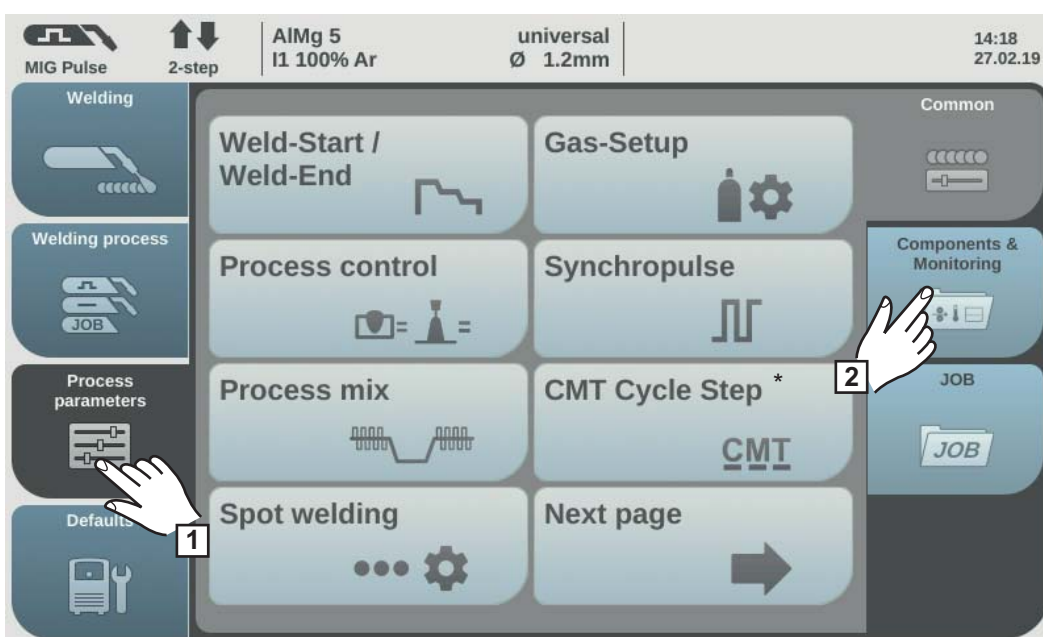 MIG Pulse
2-step
AlMg 5
I1 100% Ar
universal
Ø 1.2mm
14:18
27.02.19
Welding
Welding process
JOB
Process
parameters
1
Defaults
Weld-Start /
Weld-End
Gas-Setup
Process control
= =
Synchropulse
Process mix
CMT Cycle Step *
CMT
Spot welding
Next page
Common
Components &
Monitoring
2
JOB
JOB